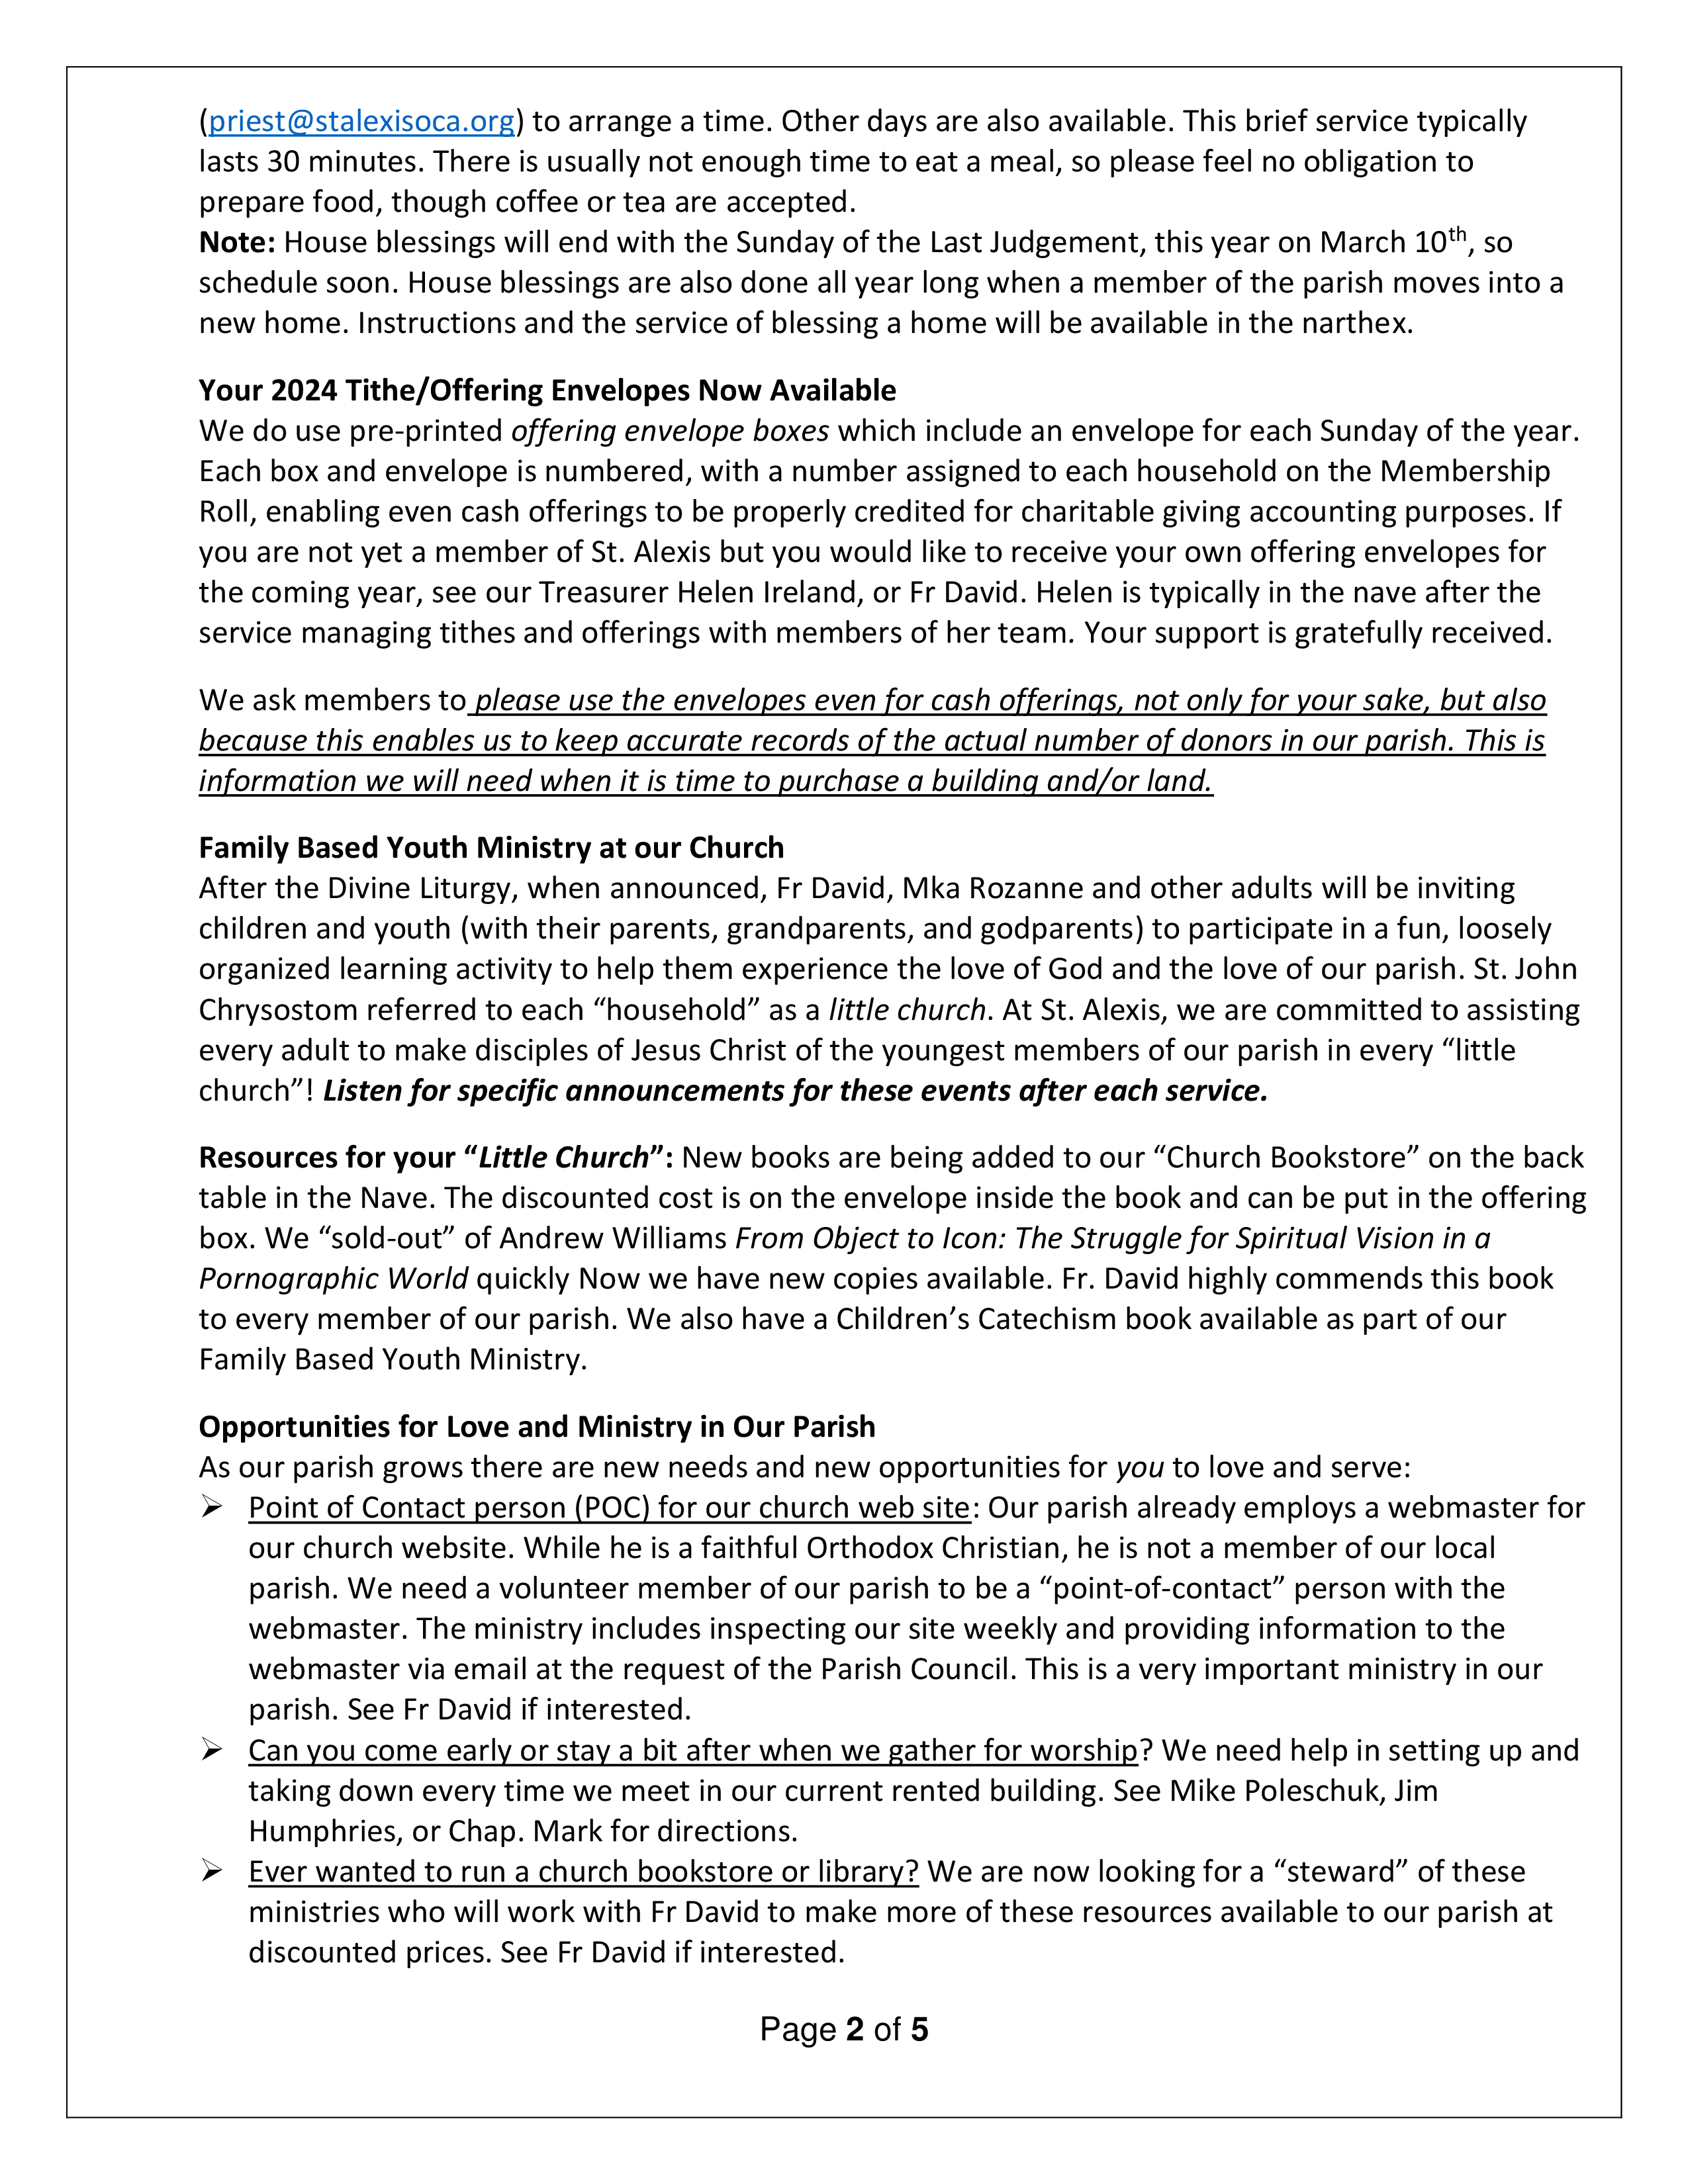 (priest@stalexisoca.org) to arrange a time. Other days are also available. This brief service typically
lasts 30 minutes. There is usually not enough time to eat a meal, so please feel no obligation to
prepare food, though coffee or tea are accepted.
Note: House blessings will end with the Sunday of the Last Judgement, this year on March 10th, so
schedule soon. House blessings are also done all year long when a member of the parish moves into a
new home. Instructions and the service of blessing a home will be available in the narthex.
Your 2024 Tithe/Offering Envelopes Now Available
We do use pre-printed offering envelope boxes which include an envelope for each Sunday of the year.
Each box and envelope is numbered, with a number assigned to each household on the Membership
Roll, enabling even cash offerings to be properly credited for charitable giving accounting purposes. If
you are not yet a member of St. Alexis but you would like to receive your own offering envelopes for
the coming year, see our Treasurer Helen Ireland, or Fr David. Helen is typically in the nave after the
service managing tithes and offerings with members of her team. Your support is gratefully received.
We ask members to please use the envelopes even for cash offerings, not only for your sake, but also
because this enables us to keep accurate records of the actual number of donors in our parish. This is
information we will need when it is time to purchase a building and/or land.
Family Based Youth Ministry at our Church
After the Divine Liturgy, when announced, Fr David, Mka Rozanne and other adults will be inviting
children and youth (with their parents, grandparents, and godparents) to participate in a fun, loosely
organized learning activity to help them experience the love of God and the love of our parish. St. John
Chrysostom referred to each “household” as a little church. At St. Alexis, we are committed to assisting
every adult to make disciples of Jesus Christ of the youngest members of our parish in every “little
church”! Listen for specific announcements for these events after each service.
Resources for your “Little Church”: New books are being added to our “Church Bookstore” on the back
table in the Nave. The discounted cost is on the envelope inside the book and can be put in the offering
box. We “sold-out” of Andrew Williams From Object to Icon: The Struggle for Spiritual Vision in a
Pornographic World quickly Now we have new copies available. Fr. David highly commends this book
to every member of our parish. We also have a Children’s Catechism book available as part of our
Family Based Youth Ministry.
Opportunities for Love and Ministry in Our Parish
As our parish grows there are new needs and new opportunities for you to love and serve:
➢ Point of Contact person (POC) for our church web site: Our parish already employs a webmaster for
our church website. While he is a faithful Orthodox Christian, he is not a member of our local
parish. We need a volunteer member of our parish to be a “point-of-contact” person with the
webmaster. The ministry includes inspecting our site weekly and providing information to the
webmaster via email at the request of the Parish Council. This is a very important ministry in our
parish. See Fr David if interested.
➢ Can you come early or stay a bit after when we gather for worship? We need help in setting up and
taking down every time we meet in our current rented building. See Mike Poleschuk, Jim
Humphries, or Chap. Mark for directions.
➢ Ever wanted to run a church bookstore or library? We are now looking for a “steward” of these
ministries who will work with Fr David to make more of these resources available to our parish at
discounted prices. See Fr David if interested.
Page 2 of 5